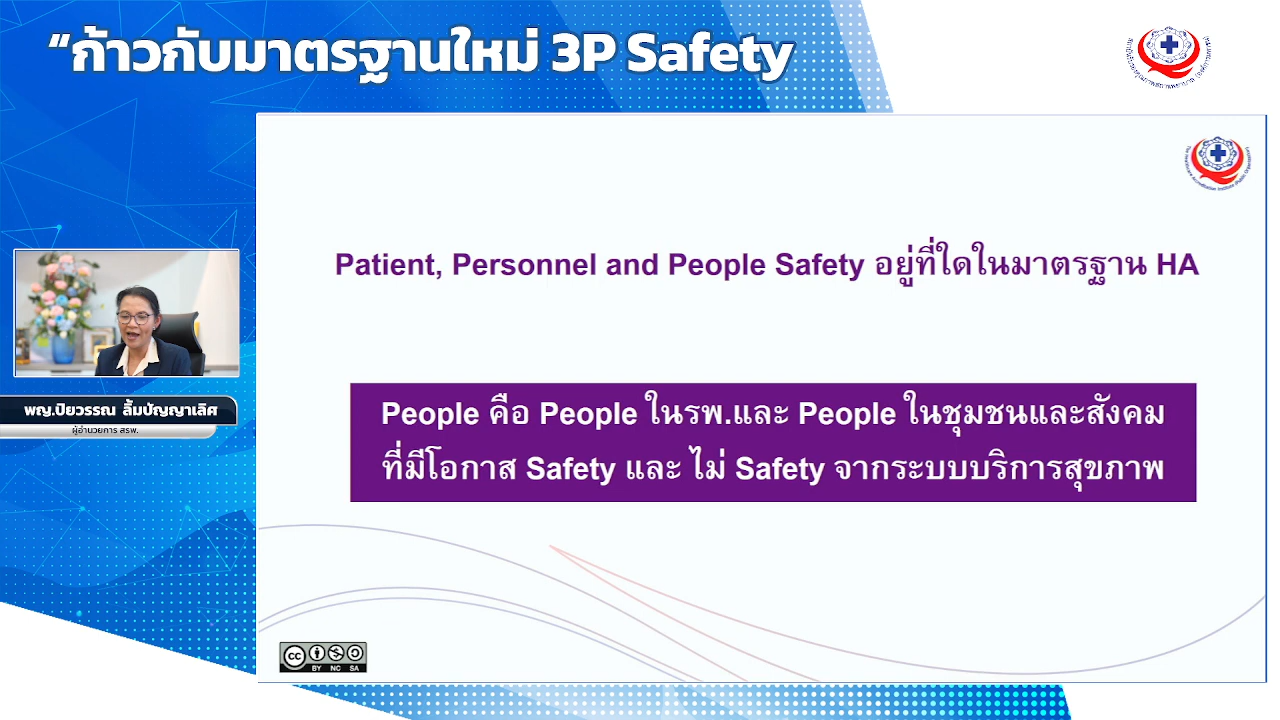 “ก้าวกับมาตรฐานใหม่ 3P Safety
Patient, Personnel and People Safety อยู่ที่ใดในมาตรฐาน HA
People คือ People ในรพ.และ People ในชุมชนและสังคม
ที่มีโอกาส Safety และ ไม่ Safety จากระบบบริการสุขภาพ
พญ.ปิยวรรณ ลิ้มปัญญาเลิศ
ผู้อำนวยการ สรพ.
cc
BY NC SA